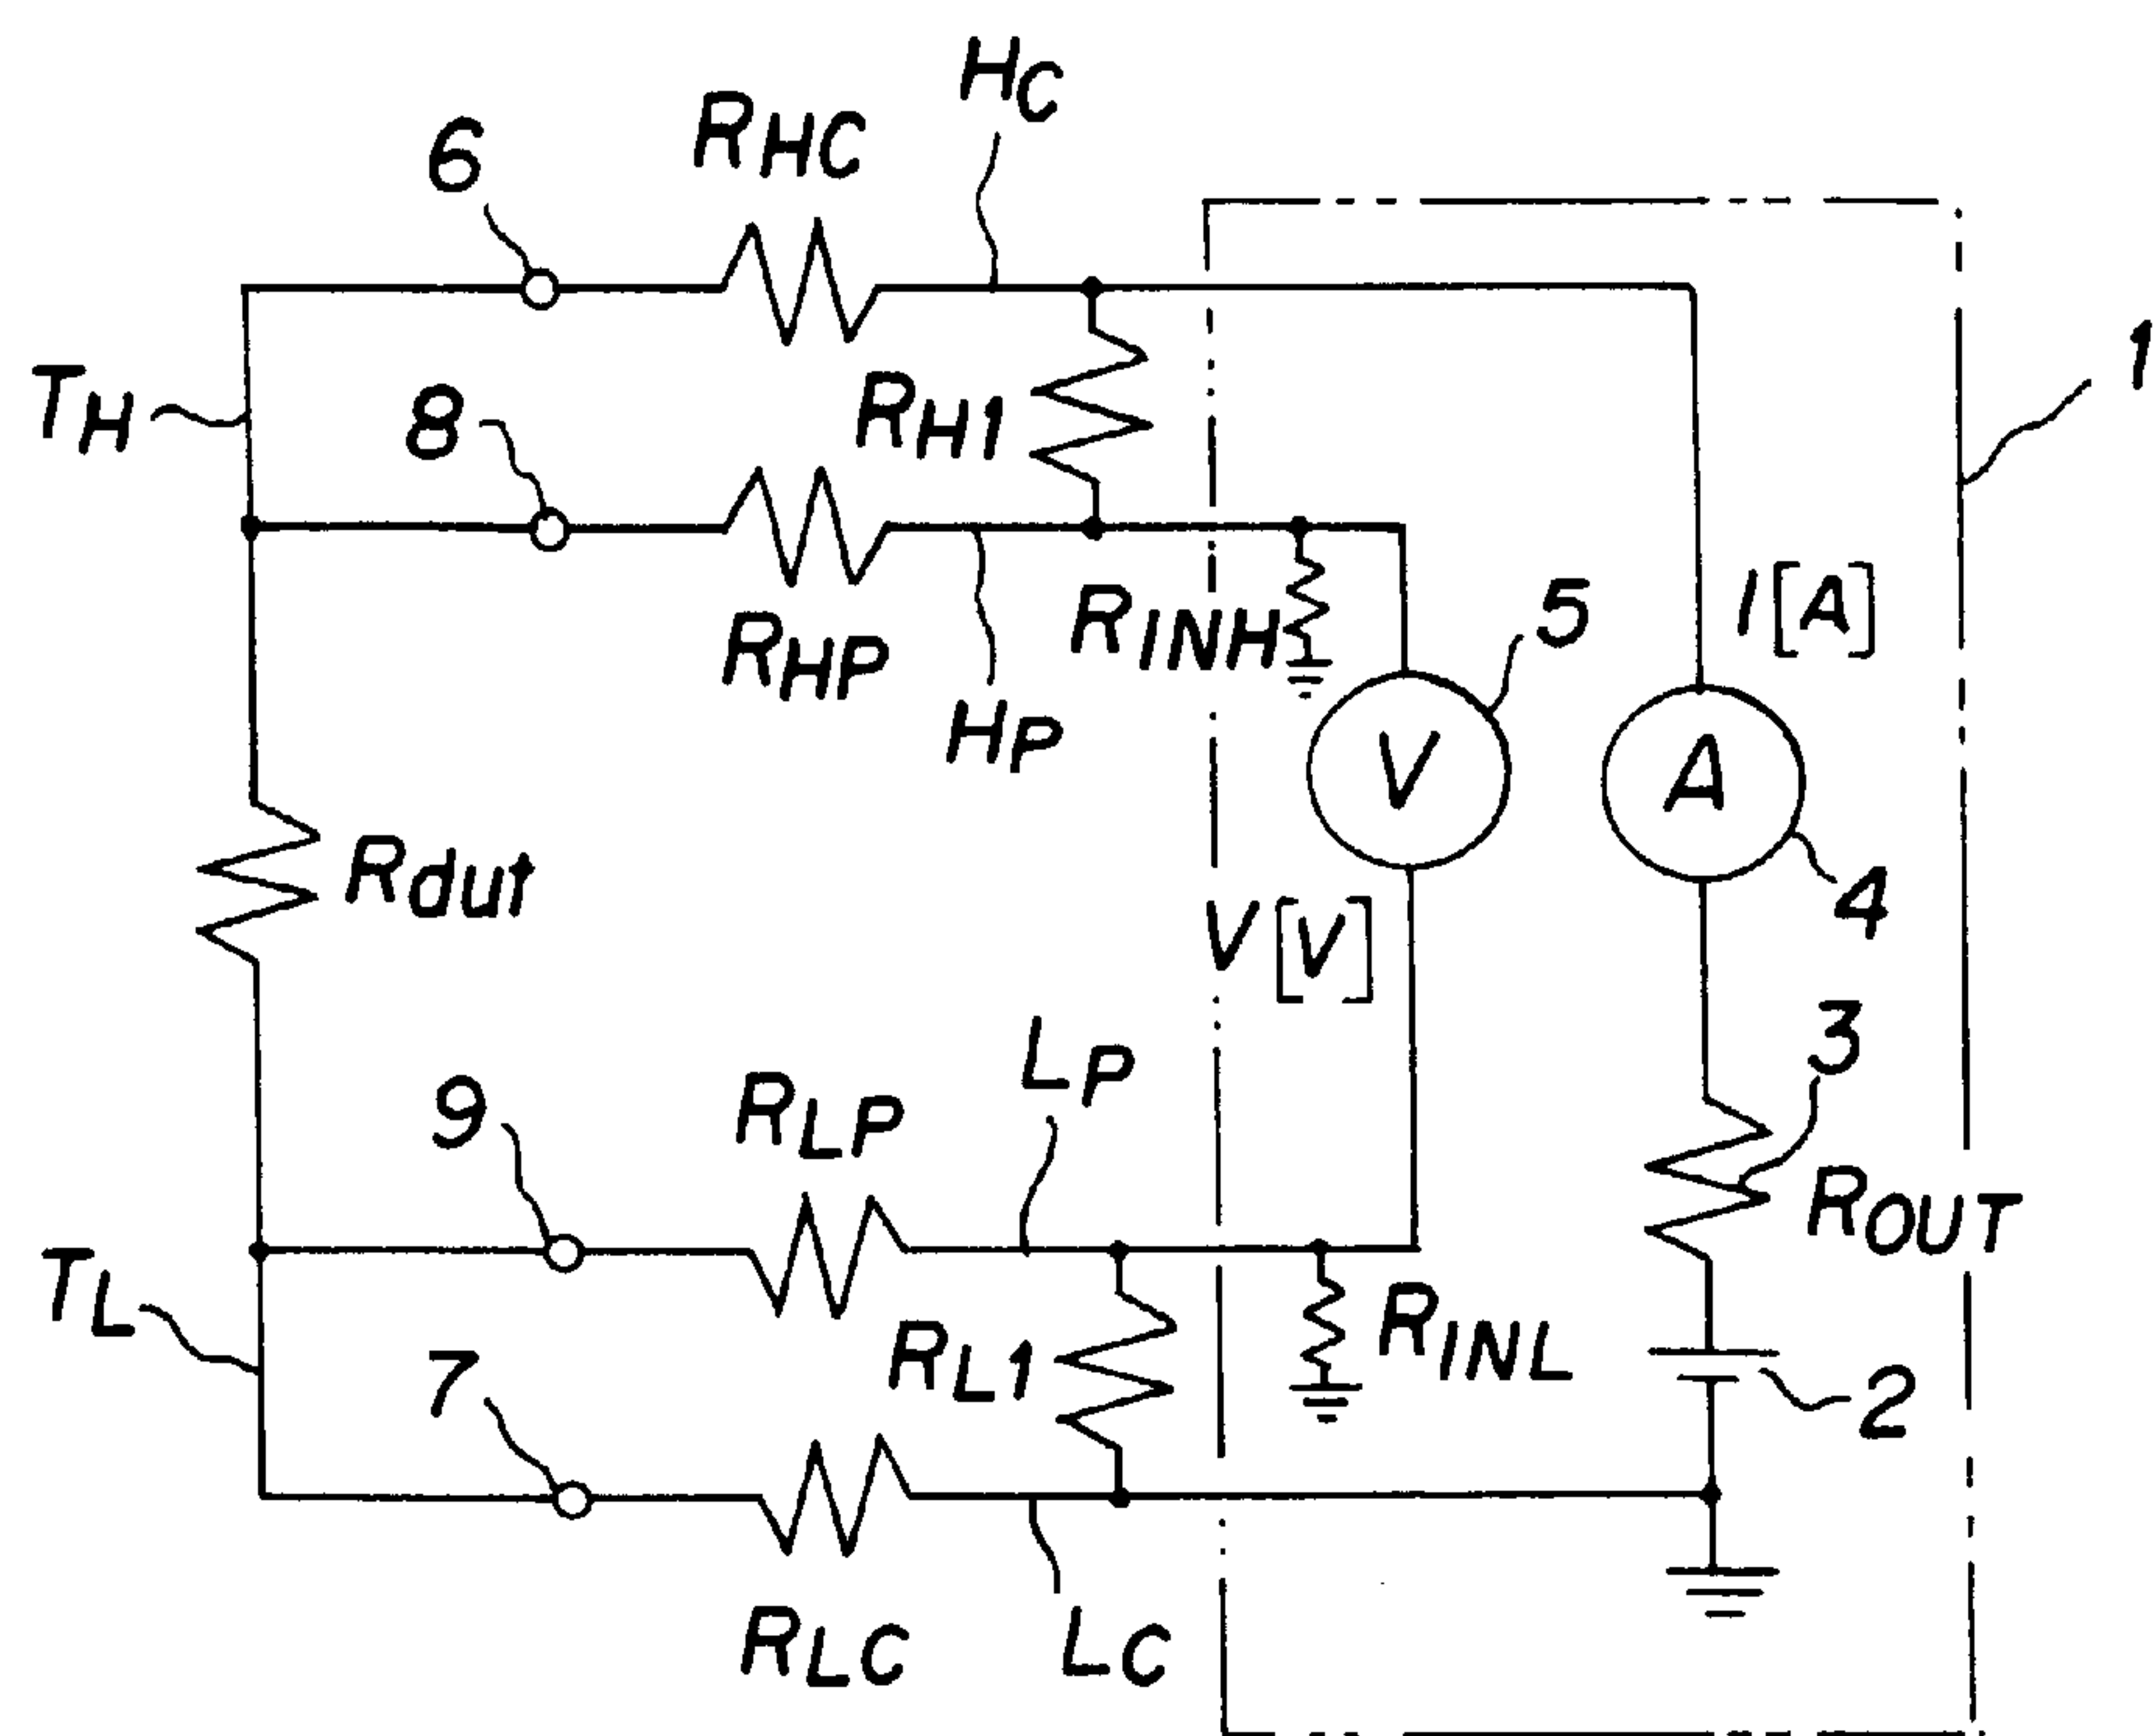 HC
RHC
6
1
TH
8
RH1
I[A]
RINH
5
RHP
HP
V
A
Rdut
4
V[V]
LP
3
9
RLP
ROUT
TL
RINL
RL1
7
2
RLC
LC